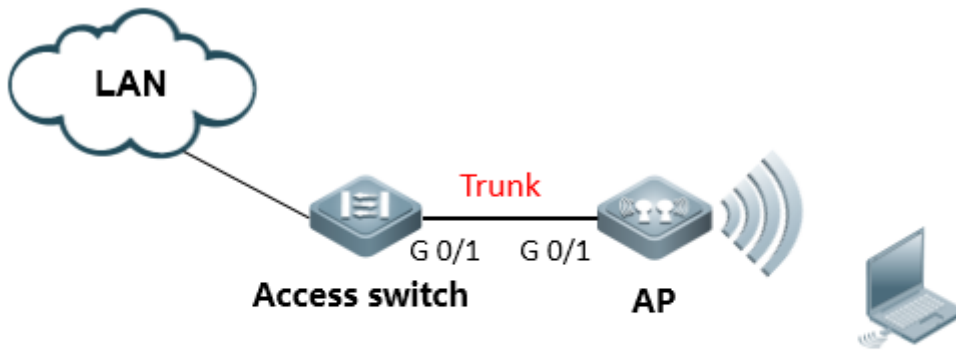 LAN
Trunk
G 0/1 G 0/1
Access switch
AP